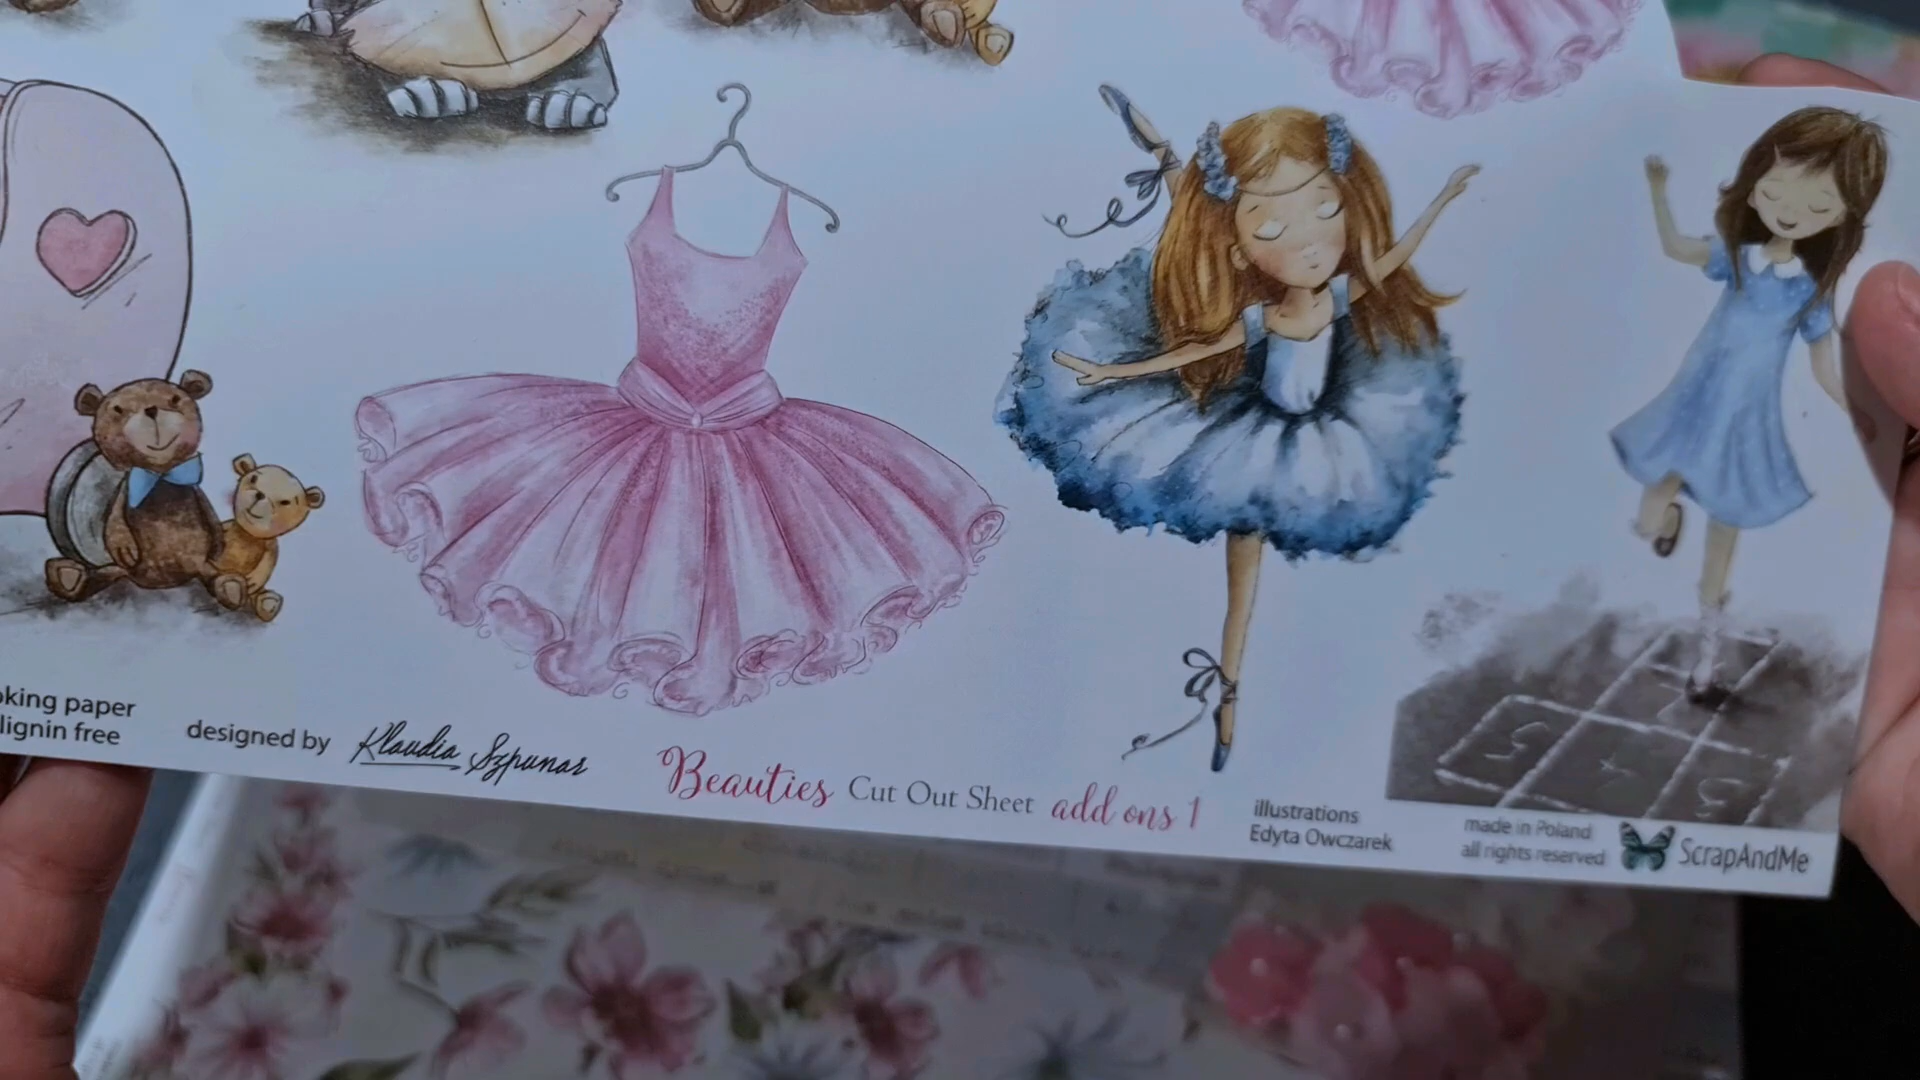 king paper
lignin free
designed by Klaudia Szpunar
Beauties Cut Out Sheet add ons 1
illustrations
Edyta Owczarek
made in Poland
all rights reserved
ScrapAndMe